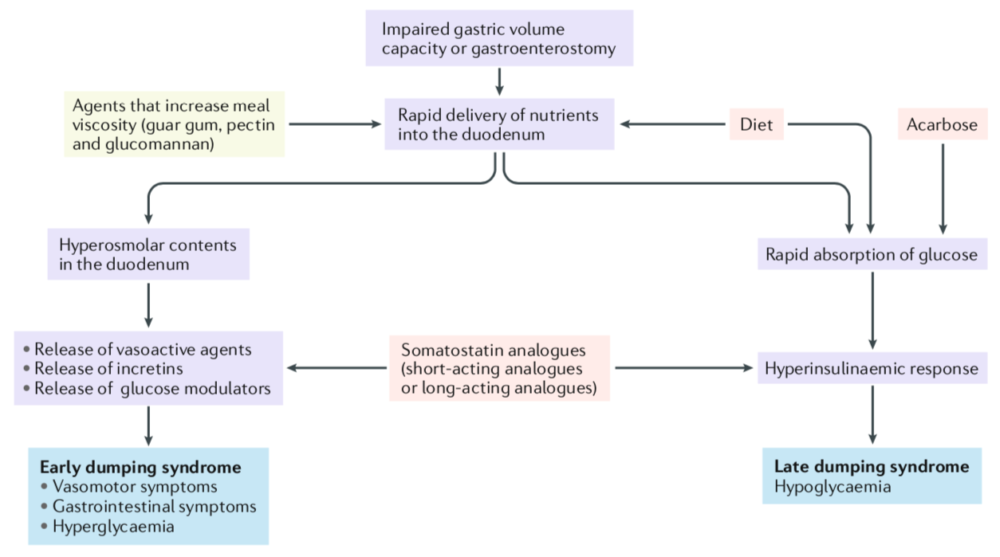 Impaired gastric volume
capacity or gastroenterostomy
Agents that increase meal
viscosity (guar gum, pectin
and glucomannan)
Rapid delivery of nutrients
into the duodenum
Diet
Acarbose
Hyperosmolar contents
in the duodenum
Rapid absorption of glucose
• Release of vasoactive agents
• Release of incretins
• Release of glucose modulators
Somatostatin analogues
(short-acting analogues
or long-acting analogues)
Hyperinsulinaemic response
Early dumping syndrome
• Vasomotor symptoms
• Gastrointestinal symptoms
• Hyperglycaemia
Late dumping syndrome
Hypoglycaemia